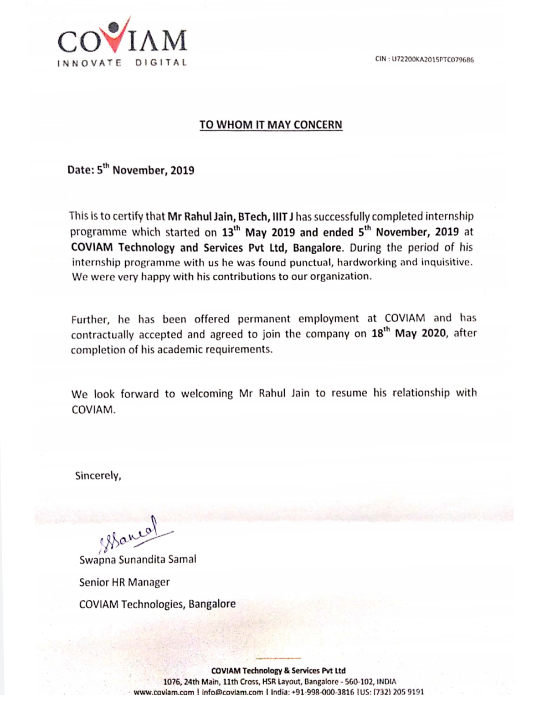 COVIAM
INNOVATE DIGITAL
CIN : U72200KA2015PTC079686
TO WHOM IT MAY CONCERN
Date: 5th November, 2019
This is to certify that Mr Rahul Jain, BTech, IIIT J has successfully completed internship
programme which started on 13th May 2019 and ended 5th November, 2019 at
COVIAM Technology and Services Pvt Ltd, Bangalore. During the period of his
internship programme with us he was found punctual, hardworking and inquisitive.
We were very happy with his contributions to our organization.
Further, he has been offered permanent employment at COVIAM and has
contractually accepted and agreed to join the company on 18th May 2020, after
completion of his academic requirements.
We look forward to welcoming Mr Rahul Jain to resume his relationship with
COVIAM.
Sincerely,
SSamal
Swapna Sunandita Samal
Senior HR Manager
COVIAM Technologies, Bangalore
COVIAM Technology & Services Pvt Ltd
1076, 24th Main, 11th Cross, HSR Layout, Bangalore - 560-102, INDIA
www.coviam.com | info@coviam.com | India: +91-998-000-3816 |US: (732) 205 9191